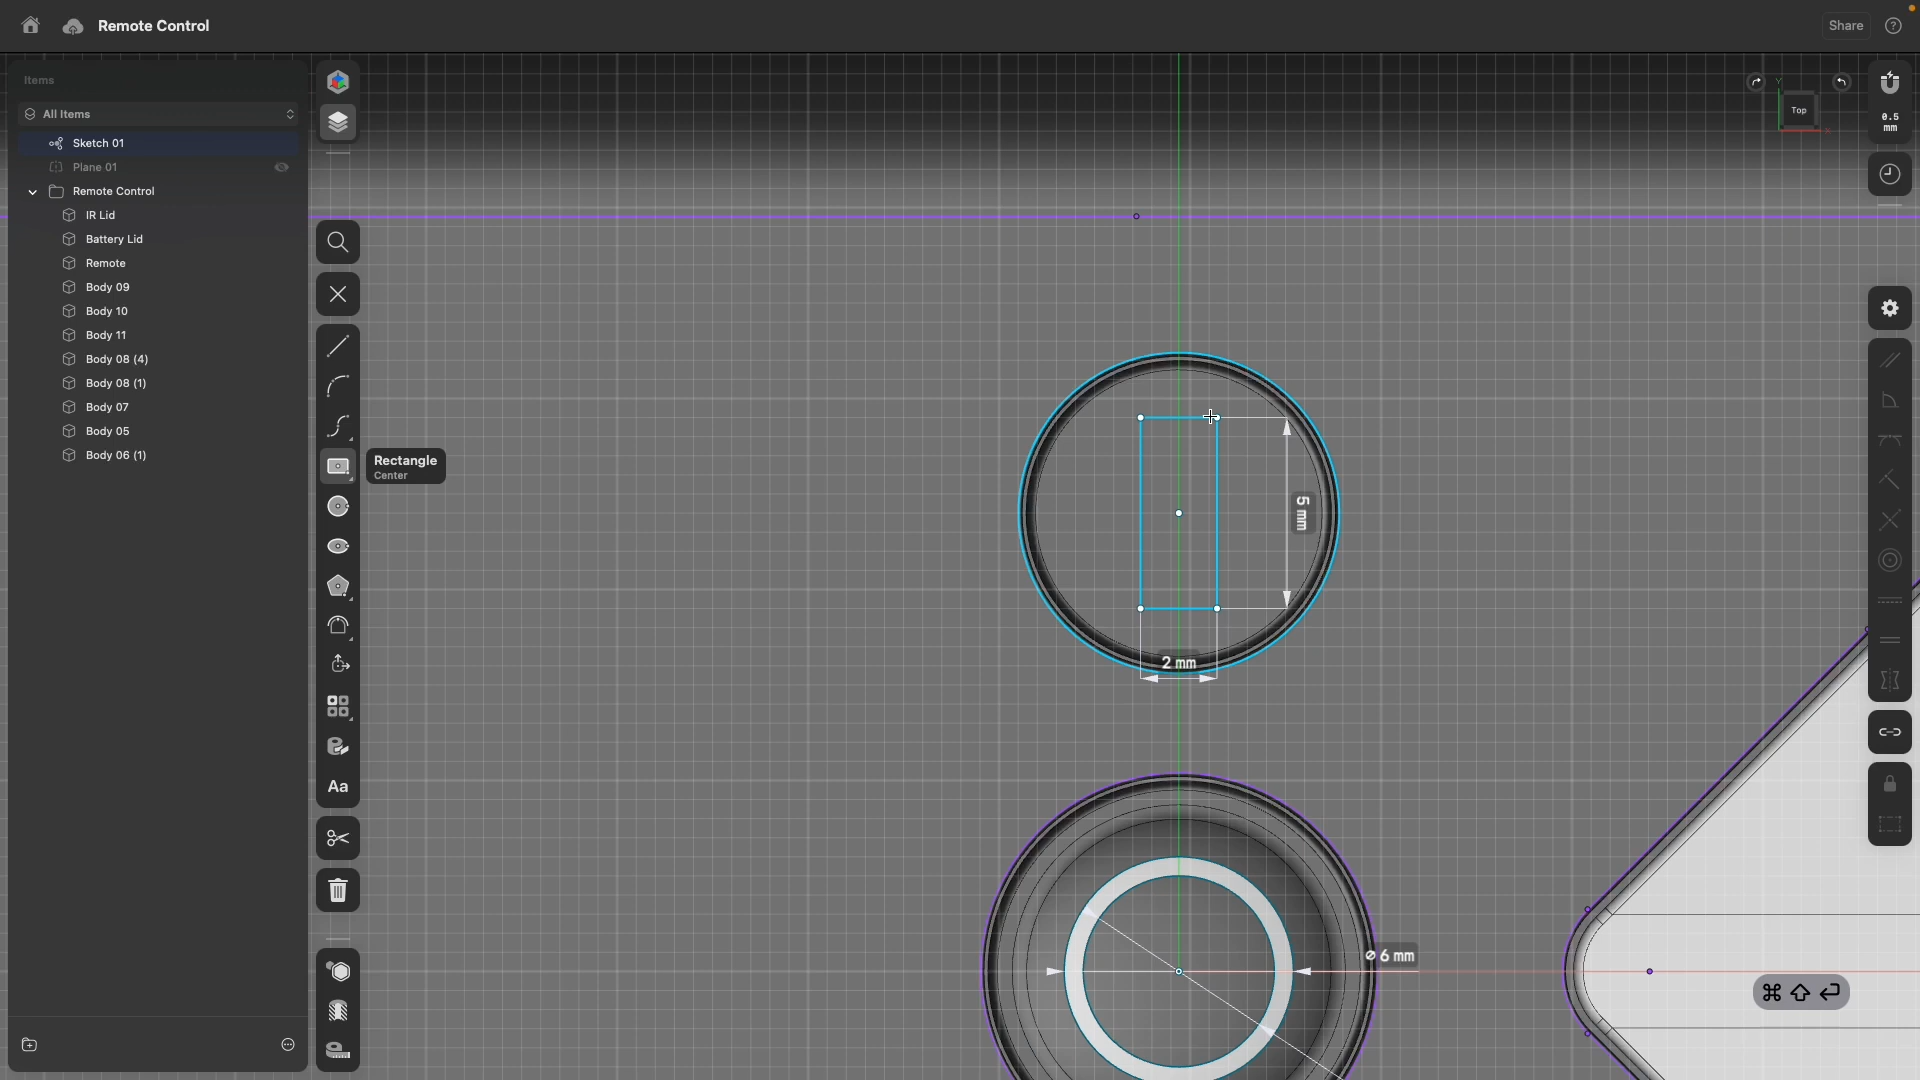 Remote Control
Share
Items
All Items
Sketch 01
Plane 01
Remote Control
IR Lid
Battery Lid
Remote
Body 09
Body 10
Body 11
Body 08 (4)
Body 08 (1)
Body 07
Body 05
Body 06 (1)
Rectangle
Center
Aa
Y
Top
X
0.5
mm
5 mm
2 mm
⌀ 6 mm
⌘ ⇧ ↩